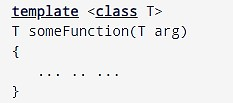 template <class T>
T someFunction(T arg)
{
... .. ...
}